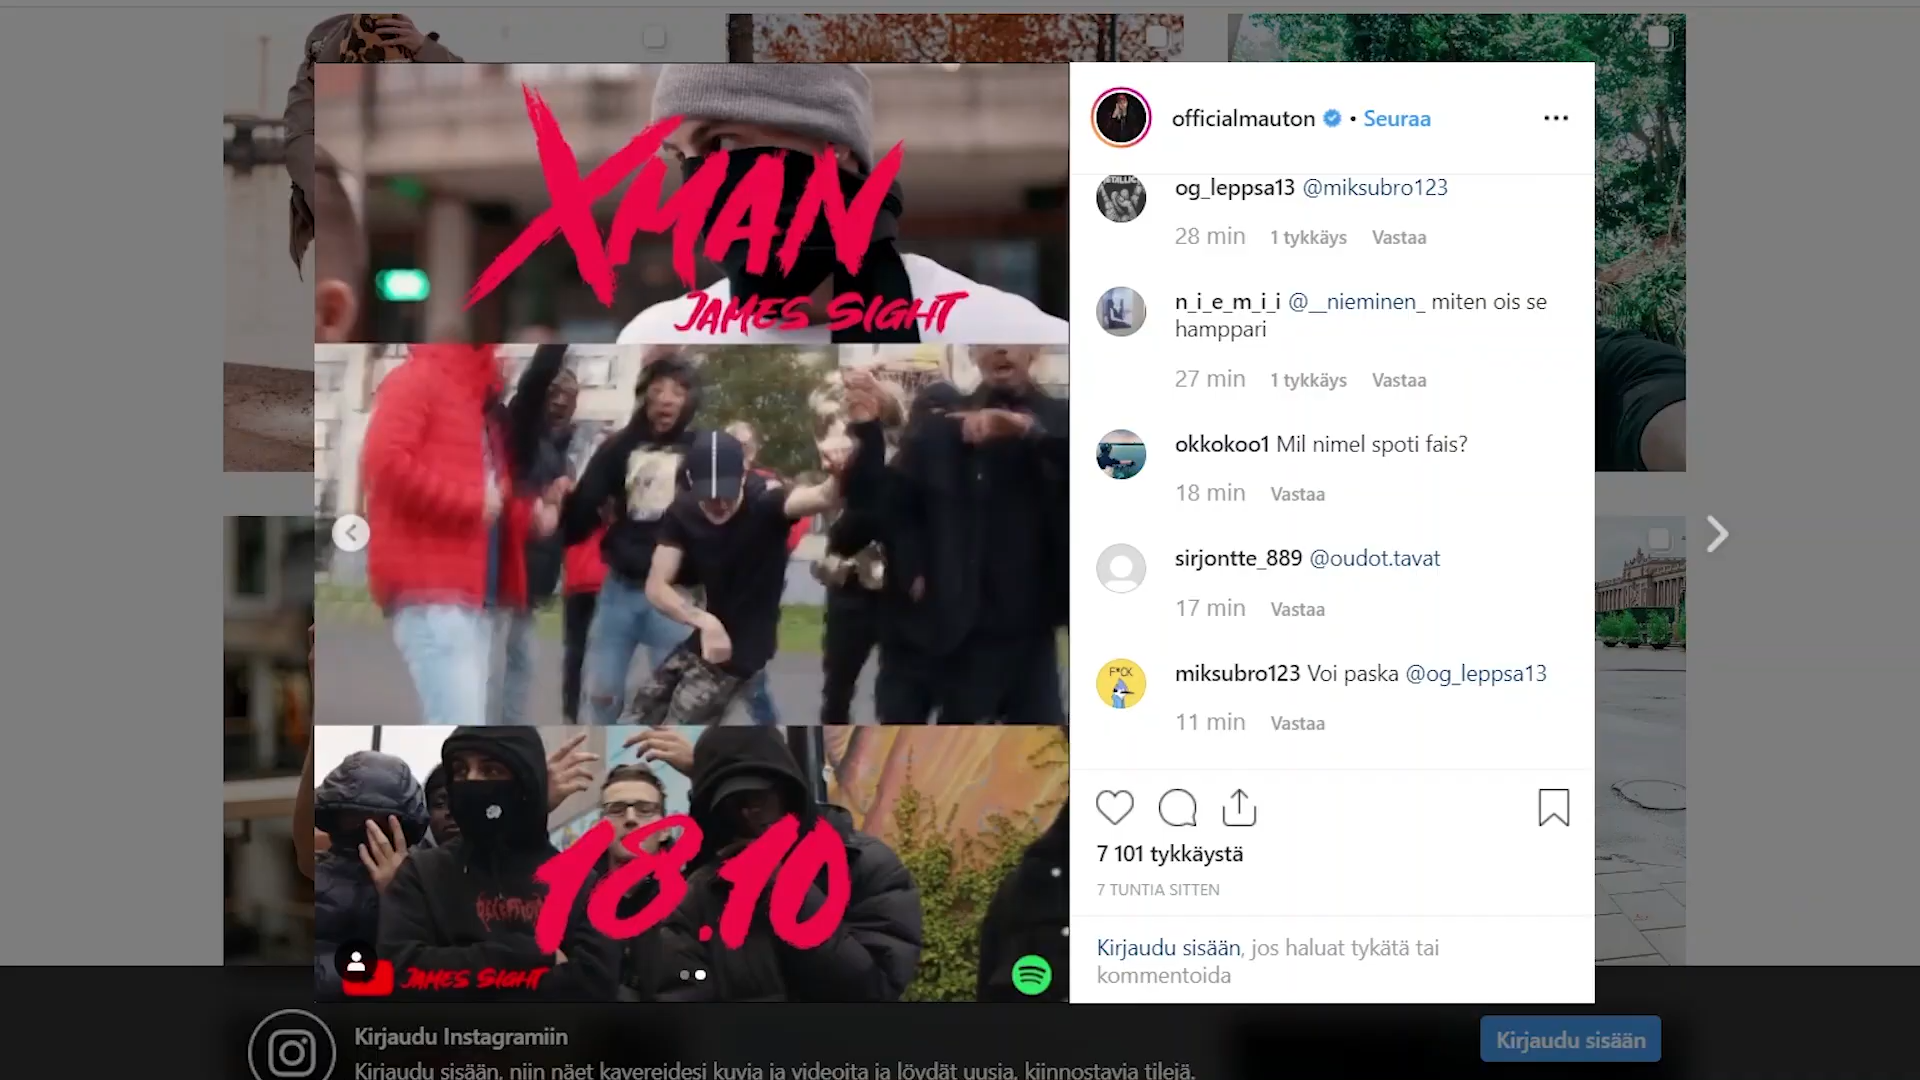 XMAN
JAMES SIGHT
18.10
JAMES SIGHT
officialmauton • Seuraa
og_leppsa13 @miksubro123
28 min 1 tykkäys Vastaa
n_i_e_m_i_i @__nieminen_ miten ois se
hamppari
27 min 1 tykkäys Vastaa
okkokoo1 Mil nimel spoti fais?
18 min Vastaa
sirjontte_889 @oudot.tavat
17 min Vastaa
F*CK
miksubro123 Voi paska @og_leppsa13
11 min Vastaa
7 101 tykkäystä
7 TUNTIA SITTEN
Kirjaudu sisään, jos haluat tykätä tai
kommentoida
Kirjaudu Instagramiin
Kirjaudu sisään, niin näet kavereidesi kuvia ja videoita ja löydät uusia, kiinnostavia tilejä.
Kirjaudu sisään